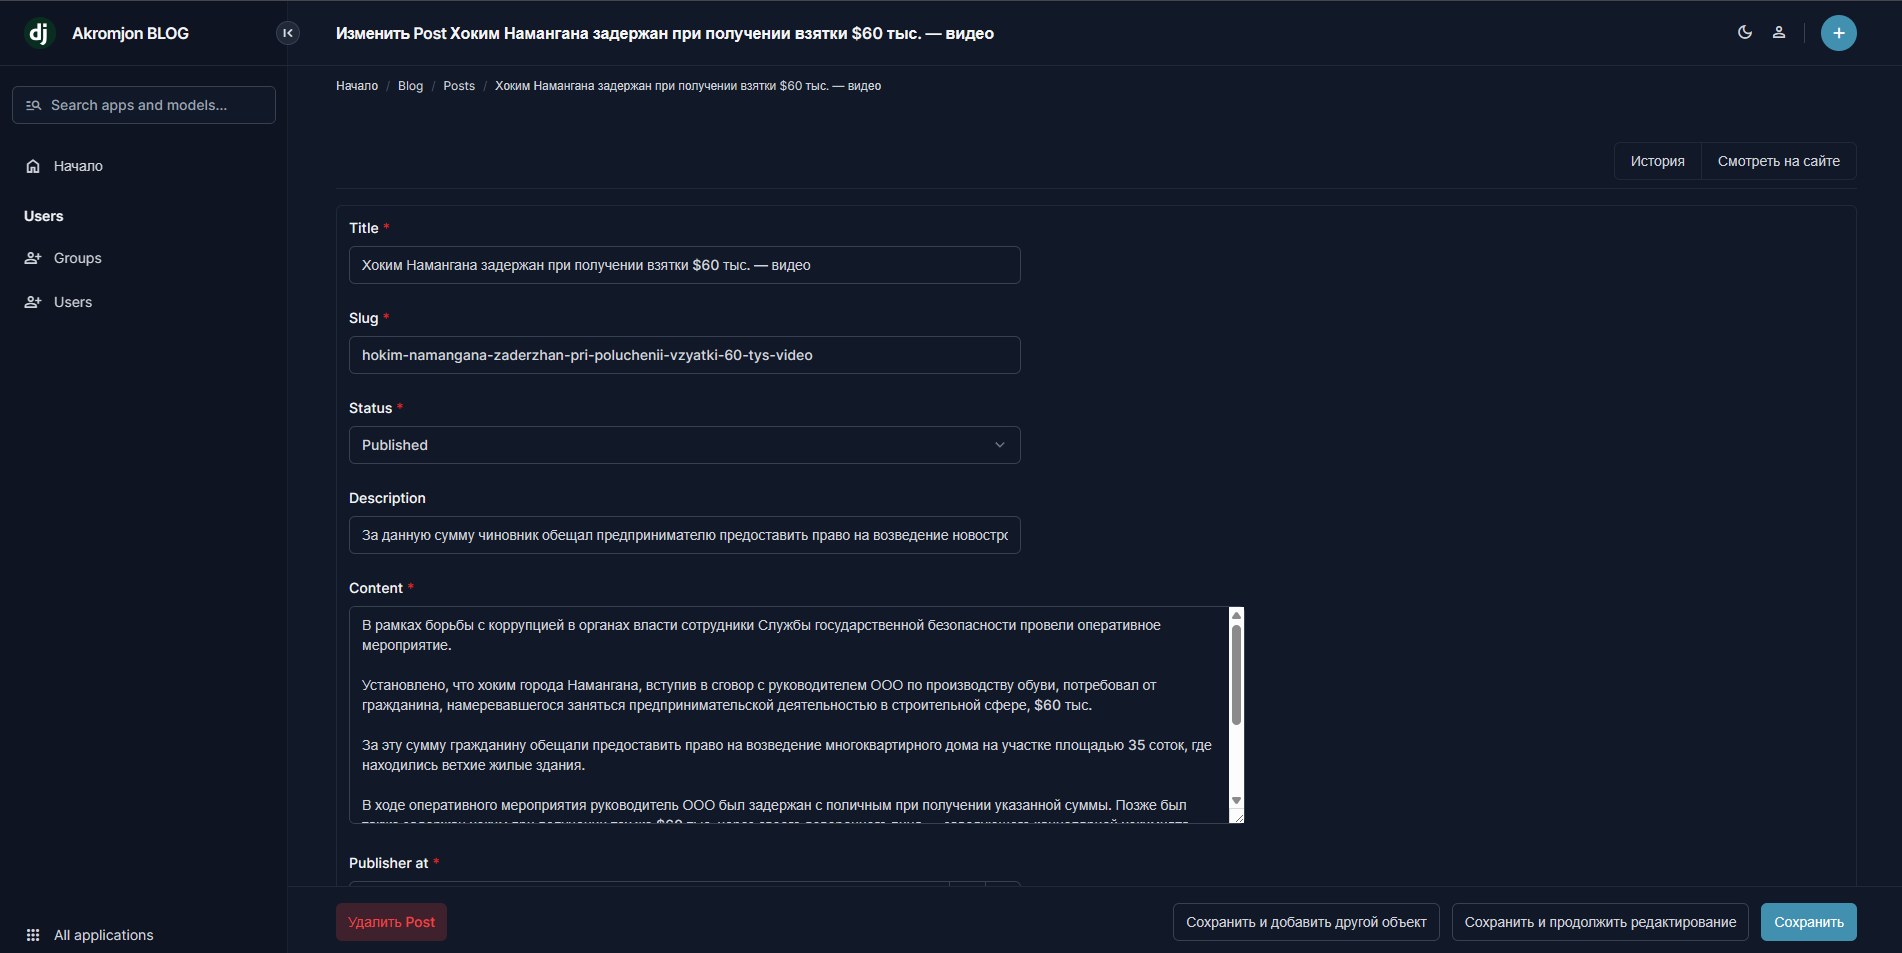 dj
Akromjon BLOG
Изменить Post Хоким Намангана задержан при получении взятки $60 тыс. — видео
Search apps and models...
Начало / Blog / Posts / Хоким Намангана задержан при получении взятки $60 тыс. — видео
Начало
История
Смотреть на сайте
Users
Groups
Users
Title *
Хоким Намангана задержан при получении взятки $60 тыс. — видео
Slug *
hokim-namangana-zaderzhan-pri-poluchenii-vzyatki-60-tys-video
Status *
Published
Description
За данную сумму чиновник обещал предпринимателю предоставить право на возведение новостро
Content *
В рамках борьбы с коррупцией в органах власти сотрудники Службы государственной безопасности провели оперативное
мероприятие.
Установлено, что хоким города Намангана, вступив в сговор с руководителем ООО по производству обуви, потребовал от
гражданина, намеревавшегося заняться предпринимательской деятельностью в строительной сфере, $60 тыс.
За эту сумму гражданину обещали предоставить право на возведение многоквартирного дома на участке площадью 35 соток, где
находились ветхие жилые здания.
В ходе оперативного мероприятия руководитель ООО был задержан с поличным при получении указанной суммы. Позже был
Publisher at *
Удалить Post
Сохранить и добавить другой объект
Сохранить и продолжить редактирование
Сохранить
All applications